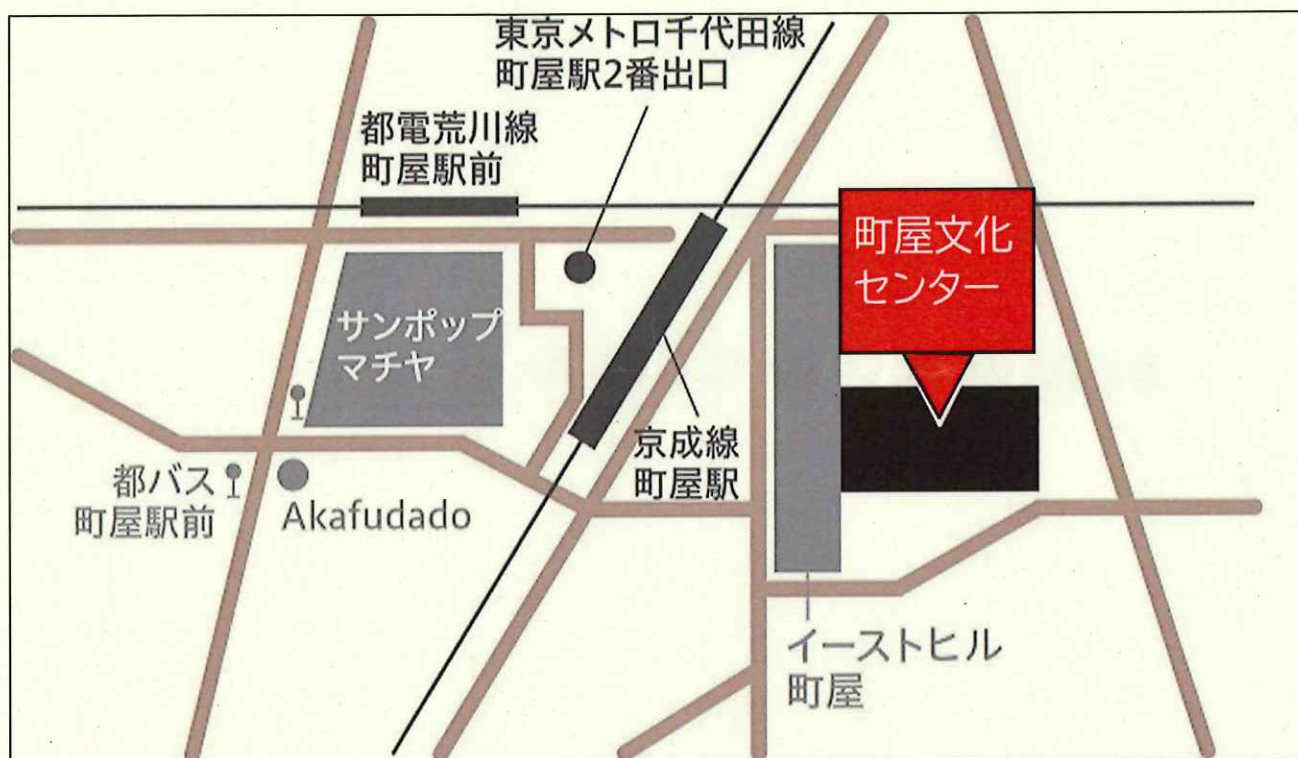 東京メトロ千代田線
町屋駅2番出口
都電荒川線
町屋駅前
町屋文化
センター
サンポップ
マチヤ
京成線
町屋駅
都バス
町屋駅前
Akafudado
イーストヒル
町屋